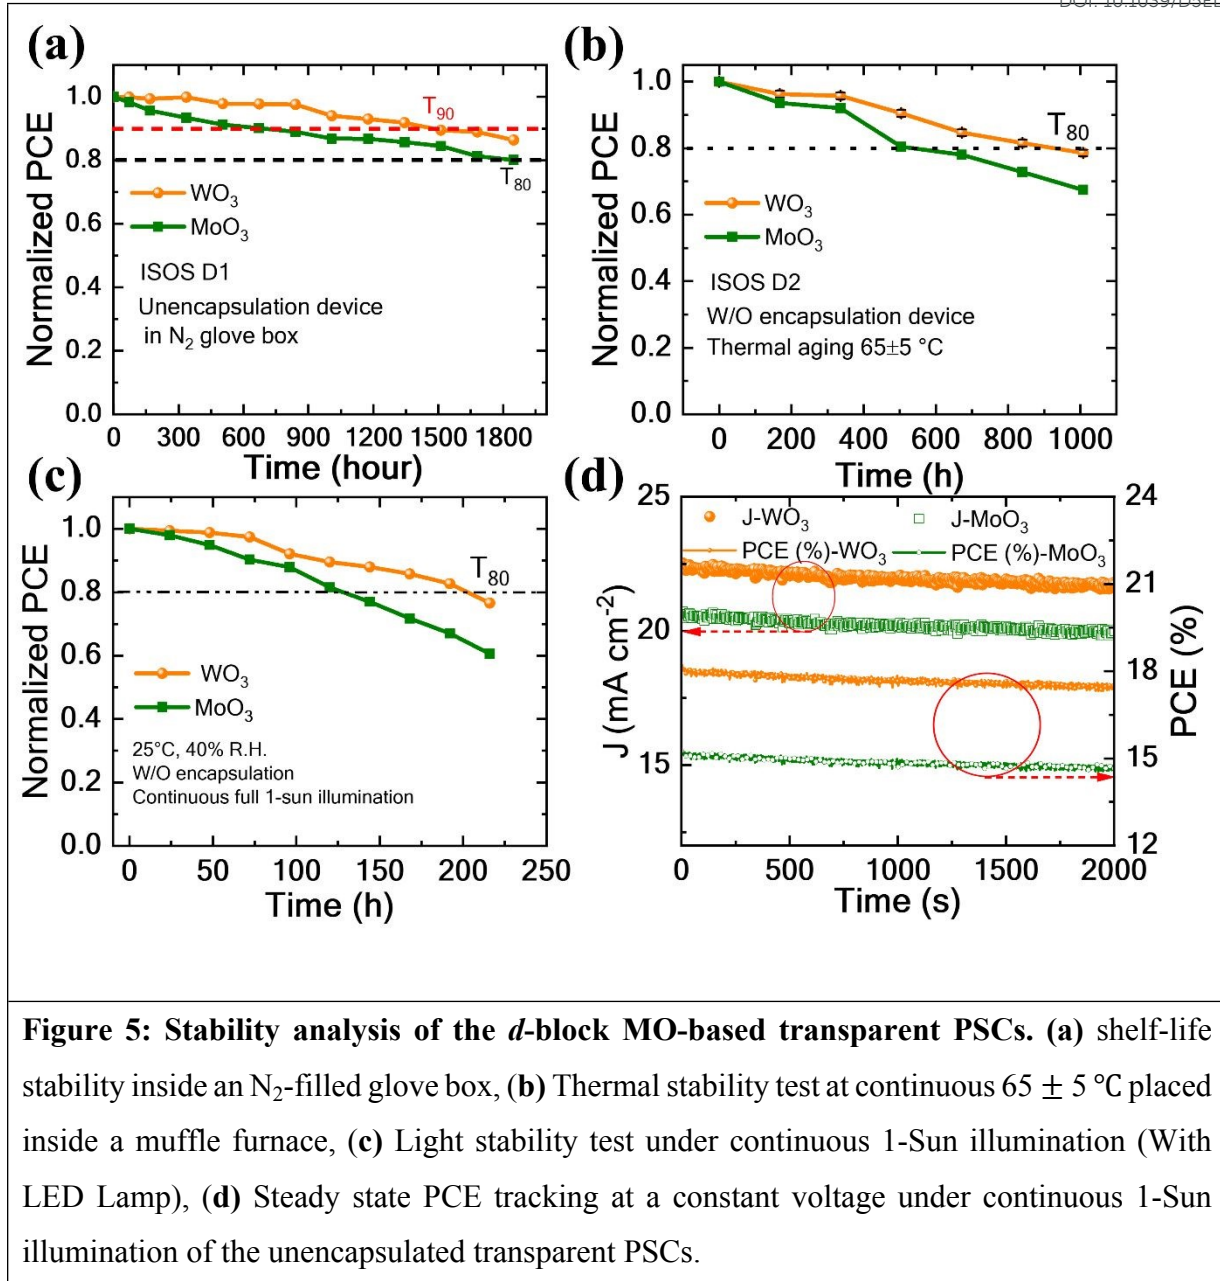 DOI: 10.1039/D5EL
(a)
1.0
0.8
0.6
0.4
0.2
0.0
Normalized PCE
T90
T80
WO3
MoO3
ISOS D1
Unencapsulation device
in N2 glove box
0 300 600 900 1200 1500 1800
Time (hour)
(b)
1.0
0.8
0.6
0.4
0.2
0.0
Normalized PCE
T80
WO3
MoO3
ISOS D2
W/O encapsulation device
Thermal aging 65±5 °C
0 200 400 600 800 1000
Time (h)
(c)
1.0
0.8
0.6
0.4
0.2
0.0
Normalized PCE
T80
WO3
MoO3
25°C, 40% R.H.
W/O encapsulation
Continuous full 1-sun illumination
0 50 100 150 200 250
Time (h)
(d)
25
20
15
J (mA cm-2)
J-WO3 J-MoO3
PCE (%)-WO3 PCE (%)-MoO3
24
21
18
15
12
PCE (%)
0 500 1000 1500 2000
Time (s)
Figure 5: Stability analysis of the d-block MO-based transparent PSCs. (a) shelf-life
stability inside an N2-filled glove box, (b) Thermal stability test at continuous 65 ± 5 ℃ placed
inside a muffle furnace, (c) Light stability test under continuous 1-Sun illumination (With
LED Lamp), (d) Steady state PCE tracking at a constant voltage under continuous 1-Sun
illumination of the unencapsulated transparent PSCs.